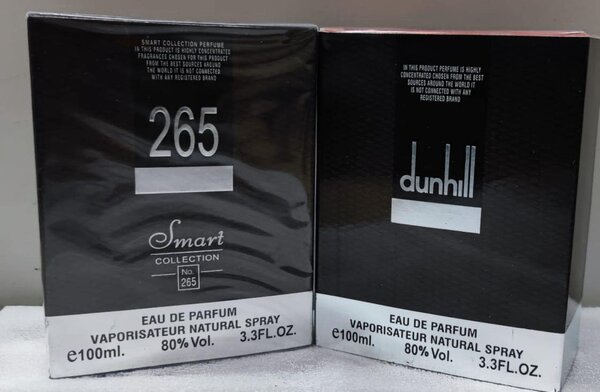 SMART COLLECTION PERFUME
IN THIS PRODUCT IS HIGHLY CONCENTRATED
FRAGRANCES CHOSEN FOR THIS PRODUCT
FROM THE BEST SOURCES AROUND
THE WORLD IT IS NOT CONNECTED
WITH ANY REGISTERED BRAND
265
Smart
COLLECTION
No.
265
EAU DE PARFUM
VAPORISATEUR NATURAL SPRAY
e100ml. 80% Vol. 3.3FL.OZ.
IN THIS PRODUCT PERFUME IS HIGHLY
CONCENTRATED CHOSEN FROM THE BEST
SOURCES AROUND THE WORLD IT
IS NOT CONNECTED WITH ANY
REGISTERED BRAND
dunhill
EAU DE PARFUM
VAPORISATEUR NATURAL SPRAY
e100ml. 80% Vol. 3.3FL.OZ.